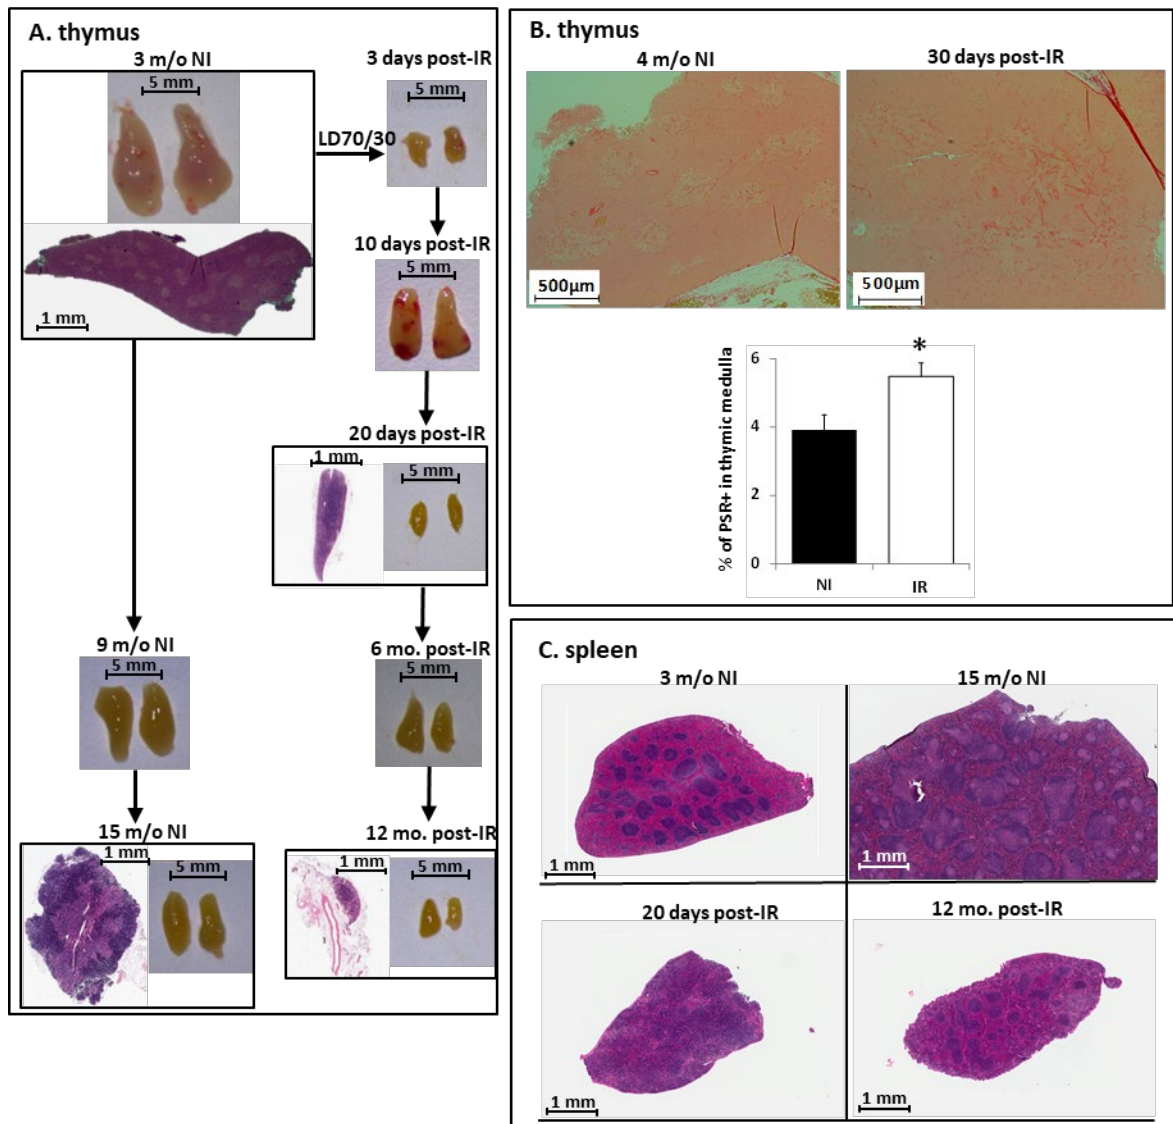 A. thymus
3 m/o NI
5 mm
1 mm
LD70/30
3 days post-IR
5 mm
10 days post-IR
5 mm
20 days post-IR
1 mm
5 mm
9 m/o NI
5 mm
6 mo. post-IR
5 mm
15 m/o NI
1 mm
5 mm
12 mo. post-IR
1 mm
5 mm
B. thymus
4 m/o NI
30 days post-IR
500µm
500µm
% of PSR+ in thymic medulla
6
4
2
0
*
NI
IR
C. spleen
3 m/o NI
15 m/o NI
1 mm
1 mm
20 days post-IR
12 mo. post-IR
1 mm
1 mm